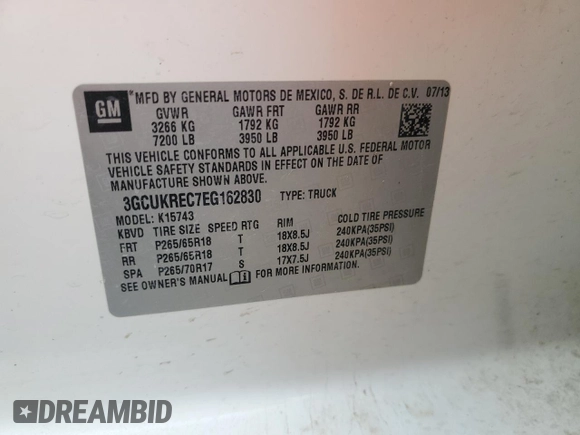 GM
MFD BY GENERAL MOTORS DE MEXICO, S. DE R.L. DE C.V. 07/13
GVWR GAWR FRT GAWR RR
3266 KG 1792 KG 1792 KG
7200 LB 3950 LB 3950 LB
THIS VEHICLE CONFORMS TO ALL APPLICABLE U.S. FEDERAL MOTOR
VEHICLE SAFETY STANDARDS IN EFFECT ON THE DATE OF
MANUFACTURE SHOWN ABOVE.
3GCUKREC7EG162830 TYPE: TRUCK
MODEL: K15743
KBVD TIRE SIZE SPEED RTG RIM COLD TIRE PRESSURE
FRT P265/65R18 T 18X8.5J 240KPA(35PSI)
RR P265/65R18 T 18X8.5J 240KPA(35PSI)
SPA P265/70R17 S 17X7.5J 240KPA(35PSI)
SEE OWNER'S MANUAL FOR MORE INFORMATION.
DREAMBID